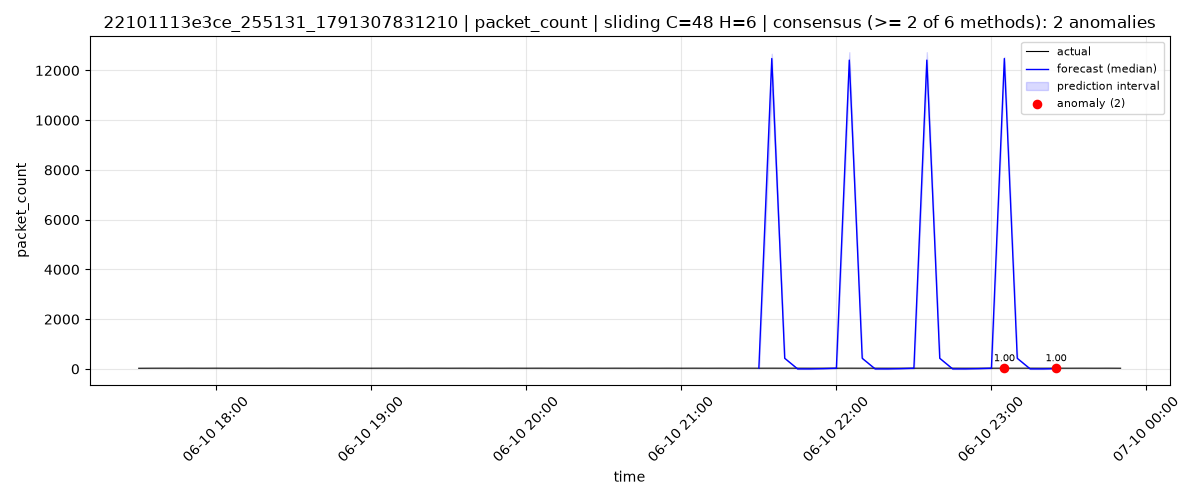 22101113e3ce_255131_1791307831210 | packet_count | sliding C=48 H=6 | consensus (>= 2 of 6 methods): 2 anomalies
actual
forecast (median)
prediction interval
anomaly (2)
packet_count
12000
10000
8000
6000
4000
2000
0
1.00
1.00
06-10 18:00
06-10 19:00
06-10 20:00
06-10 21:00
06-10 22:00
06-10 23:00
07-10 00:00
time